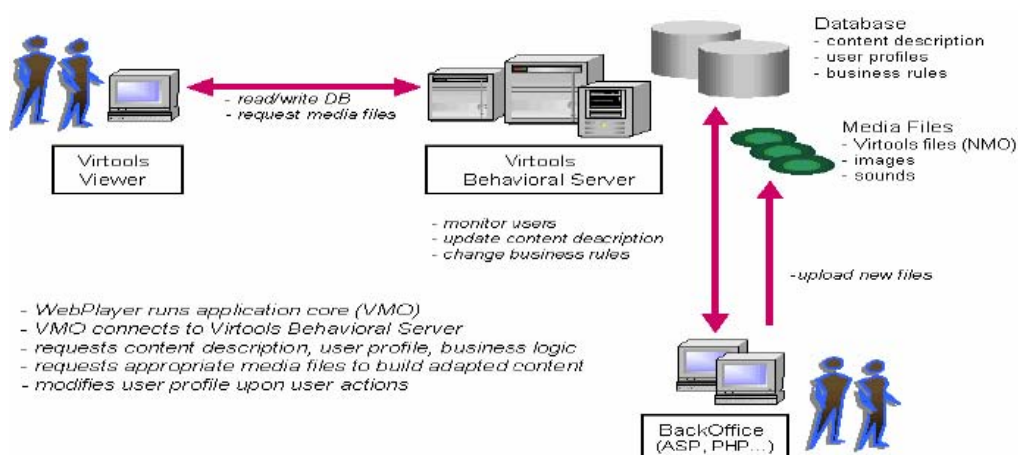 Database
- content description
- user profiles
- business rules
- read/write DB
- request media files
Media Files
- Virtools files (NMO)
- images
- sounds
Virtools
Viewer
Virtools
Behavioral Server
- monitor users
- update content description
- change business rules
-upload new files
- WebPlayer runs application core (VMO)
- VMO connects to Virtools Behavioral Server
- requests content description, user profile, business logic
- requests appropriate media files to build adapted content
- modifies user profile upon user actions
BackOffice
(ASP, PHP...)